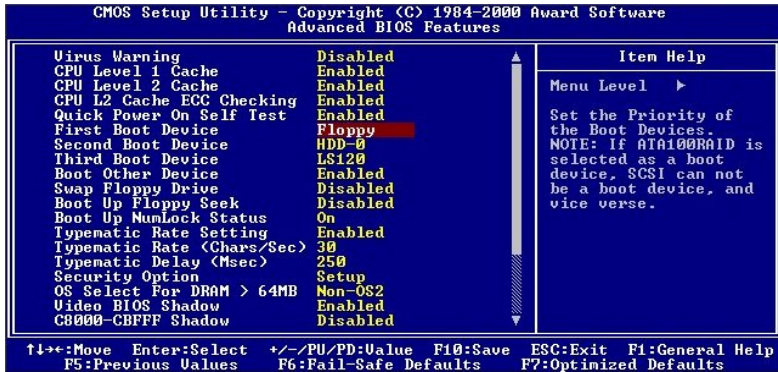 CMOS Setup Utility - Copyright (C) 1984-2000 Award Software
Advanced BIOS Features
Virus Warning Disabled
CPU Level 1 Cache Enabled
CPU Level 2 Cache Enabled
CPU L2 Cache ECC Checking Enabled
Quick Power On Self Test Enabled
First Boot Device Floppy
Second Boot Device HDD-0
Third Boot Device LS120
Boot Other Device Enabled
Swap Floppy Drive Disabled
Boot Up Floppy Seek Disabled
Boot Up NumLock Status On
Typematic Rate Setting Enabled
Typematic Rate (Chars/Sec) 30
Typematic Delay (Msec) 250
Security Option Setup
OS Select For DRAM > 64MB Non-OS2
Video BIOS Shadow Enabled
C8000-CBFFF Shadow Disabled
Item Help
Menu Level ▶
Set the Priority of
the Boot Devices.
NOTE: If ATA100RAID is
selected as a boot
device, SCSI can not
be a boot device, and
vice verse.
↑↓→←:Move Enter:Select +/-/PU/PD:Value F10:Save ESC:Exit F1:General Help
F5:Previous Values F6:Fail-Safe Defaults F7:Optimized Defaults